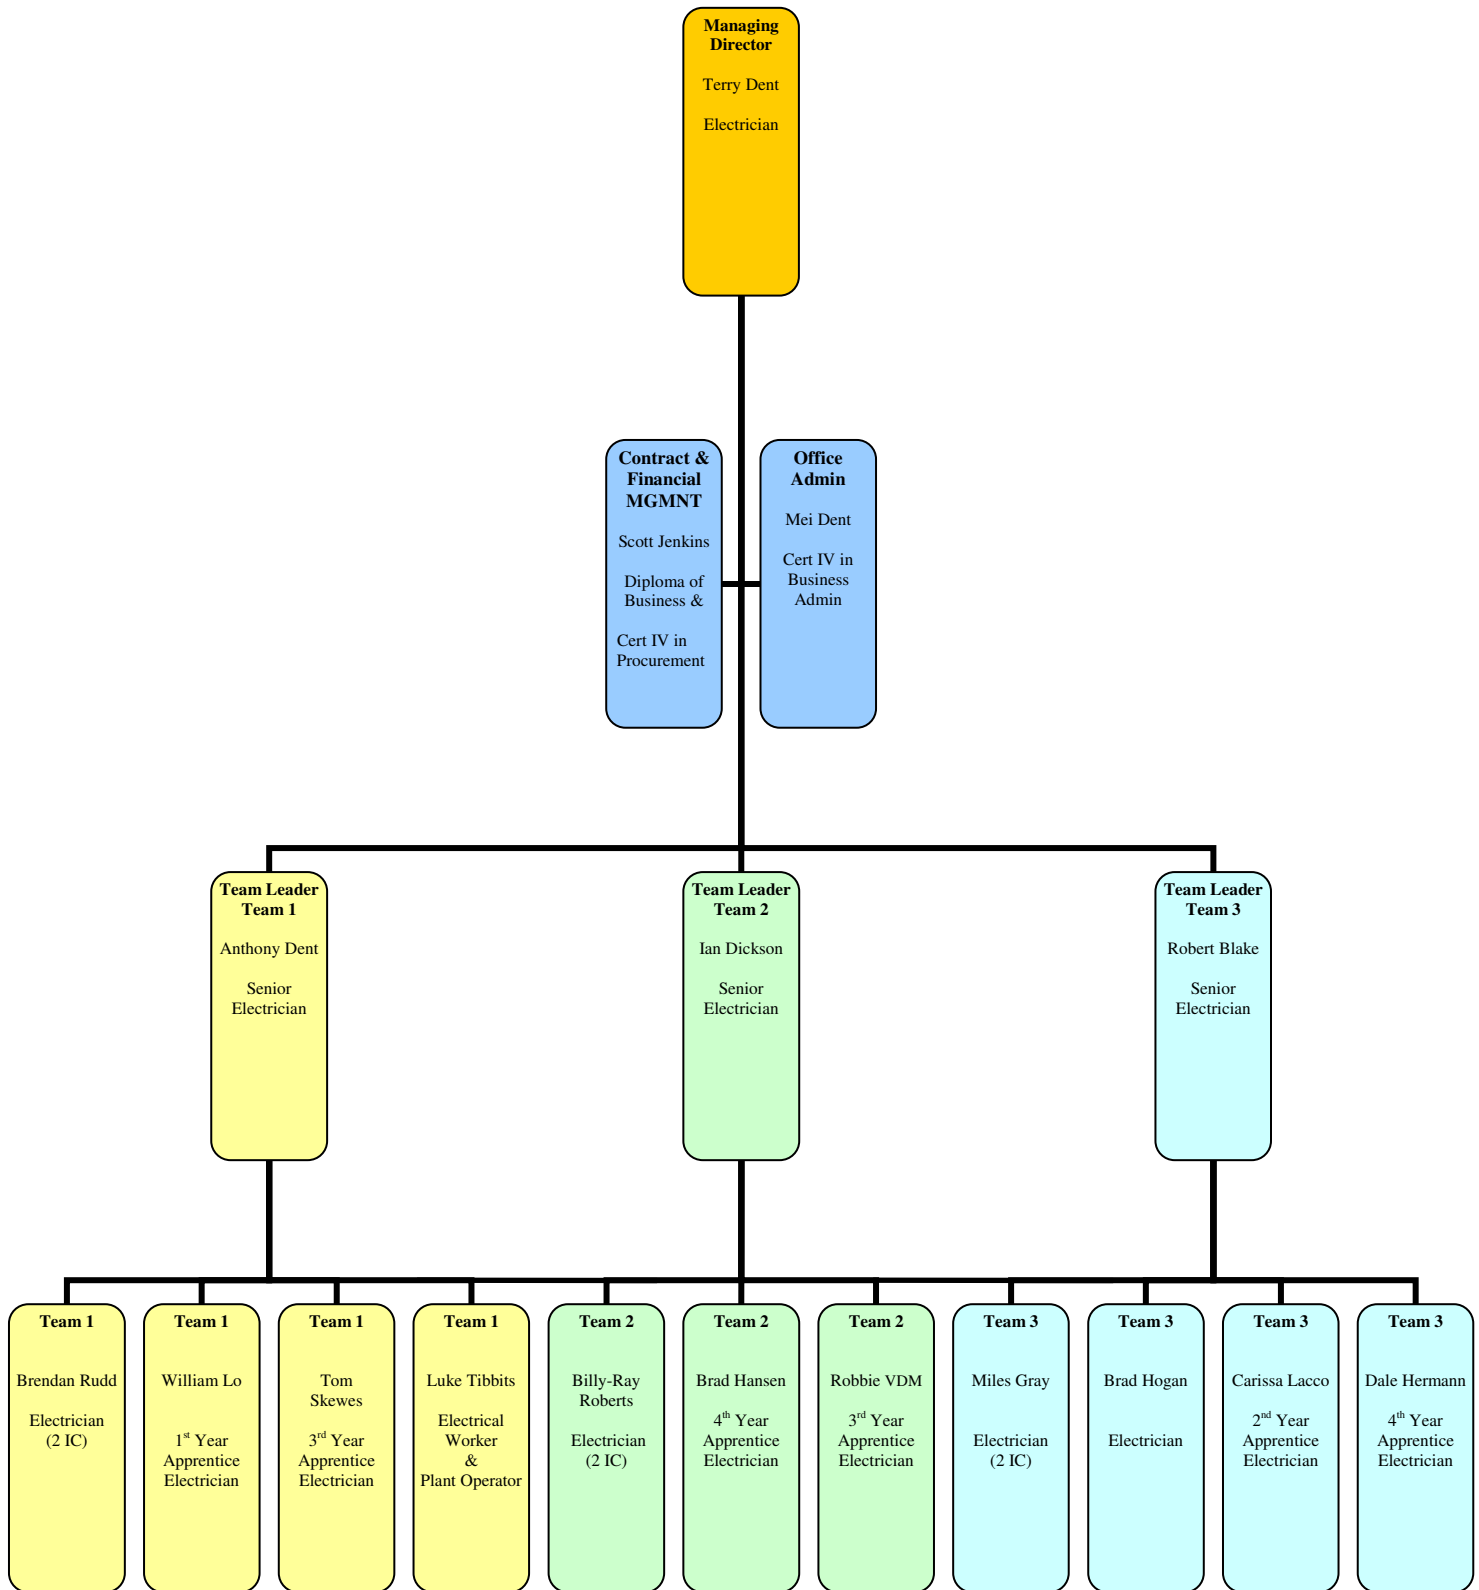 Managing
Director
Terry Dent
Electrician
Contract &
Financial
MGMNT
Scott Jenkins
Diploma of
Business &
Cert IV in
Procurement
Office
Admin
Mei Dent
Cert IV in
Business
Admin
Team Leader
Team 1
Anthony Dent
Senior
Electrician
Team Leader
Team 2
Ian Dickson
Senior
Electrician
Team Leader
Team 3
Robert Blake
Senior
Electrician
Team 1
Brendan Rudd
Electrician
(2 IC)
Team 1
William Lo
1st Year
Apprentice
Electrician
Team 1
Tom
Skewes
3rd Year
Apprentice
Electrician
Team 1
Luke Tibbits
Electrical
Worker
&
Plant Operator
Team 2
Billy-Ray
Roberts
Electrician
(2 IC)
Team 2
Brad Hansen
4th Year
Apprentice
Electrician
Team 2
Robbie VDM
3rd Year
Apprentice
Electrician
Team 3
Miles Gray
Electrician
(2 IC)
Team 3
Brad Hogan
Electrician
Team 3
Carissa Lacco
2nd Year
Apprentice
Electrician
Team 3
Dale Hermann
4th Year
Apprentice
Electrician